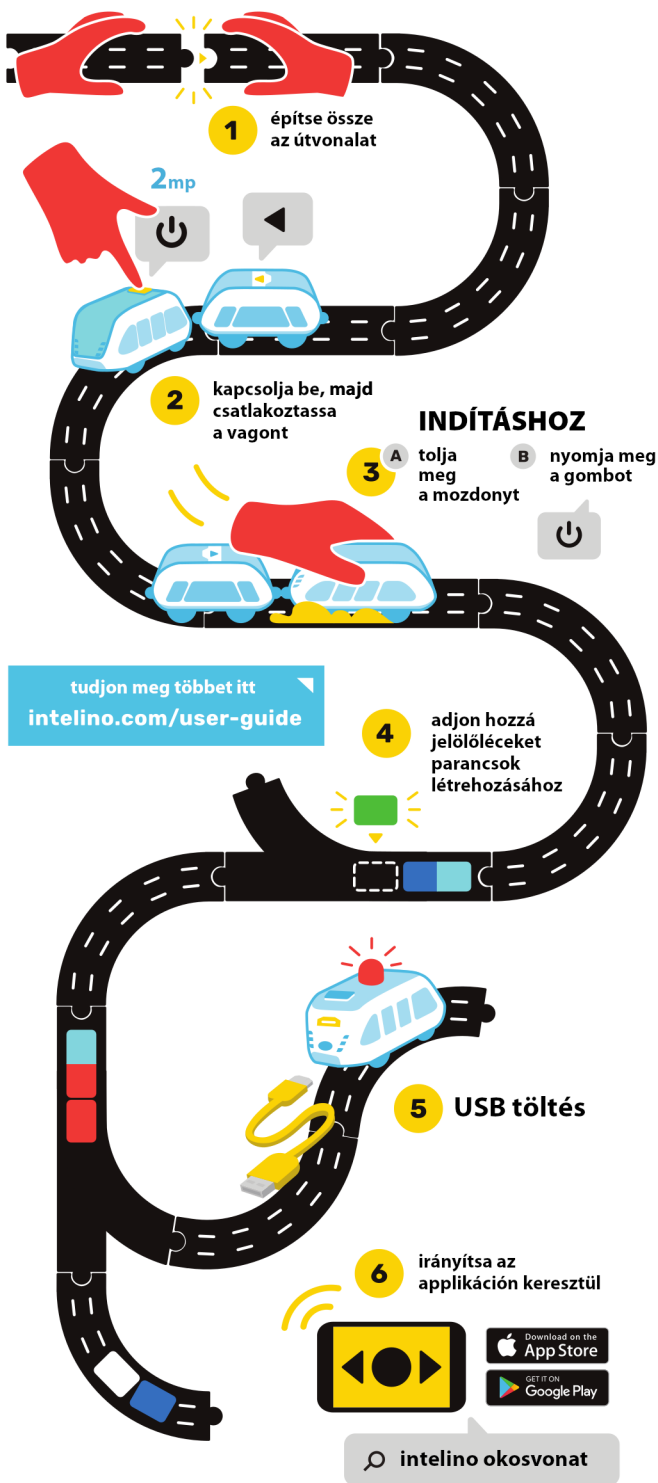 1
építse össze
az útvonalat
2mp
2
kapcsolja be, majd
csatlakoztassa
a vagont
INDÍTÁSHOZ
3
A
tolja
meg
a mozdonyt
B
nyomja meg
a gombot
tudjon meg többet itt
intelino.com/user-guide
4
adjon hozzá
jelölőléceket
parancsok
létrehozásához
5
USB töltés
6
irányítsa az
applikáción keresztül
Download on the
App Store
GET IT ON
Google Play
intelino okosvonat